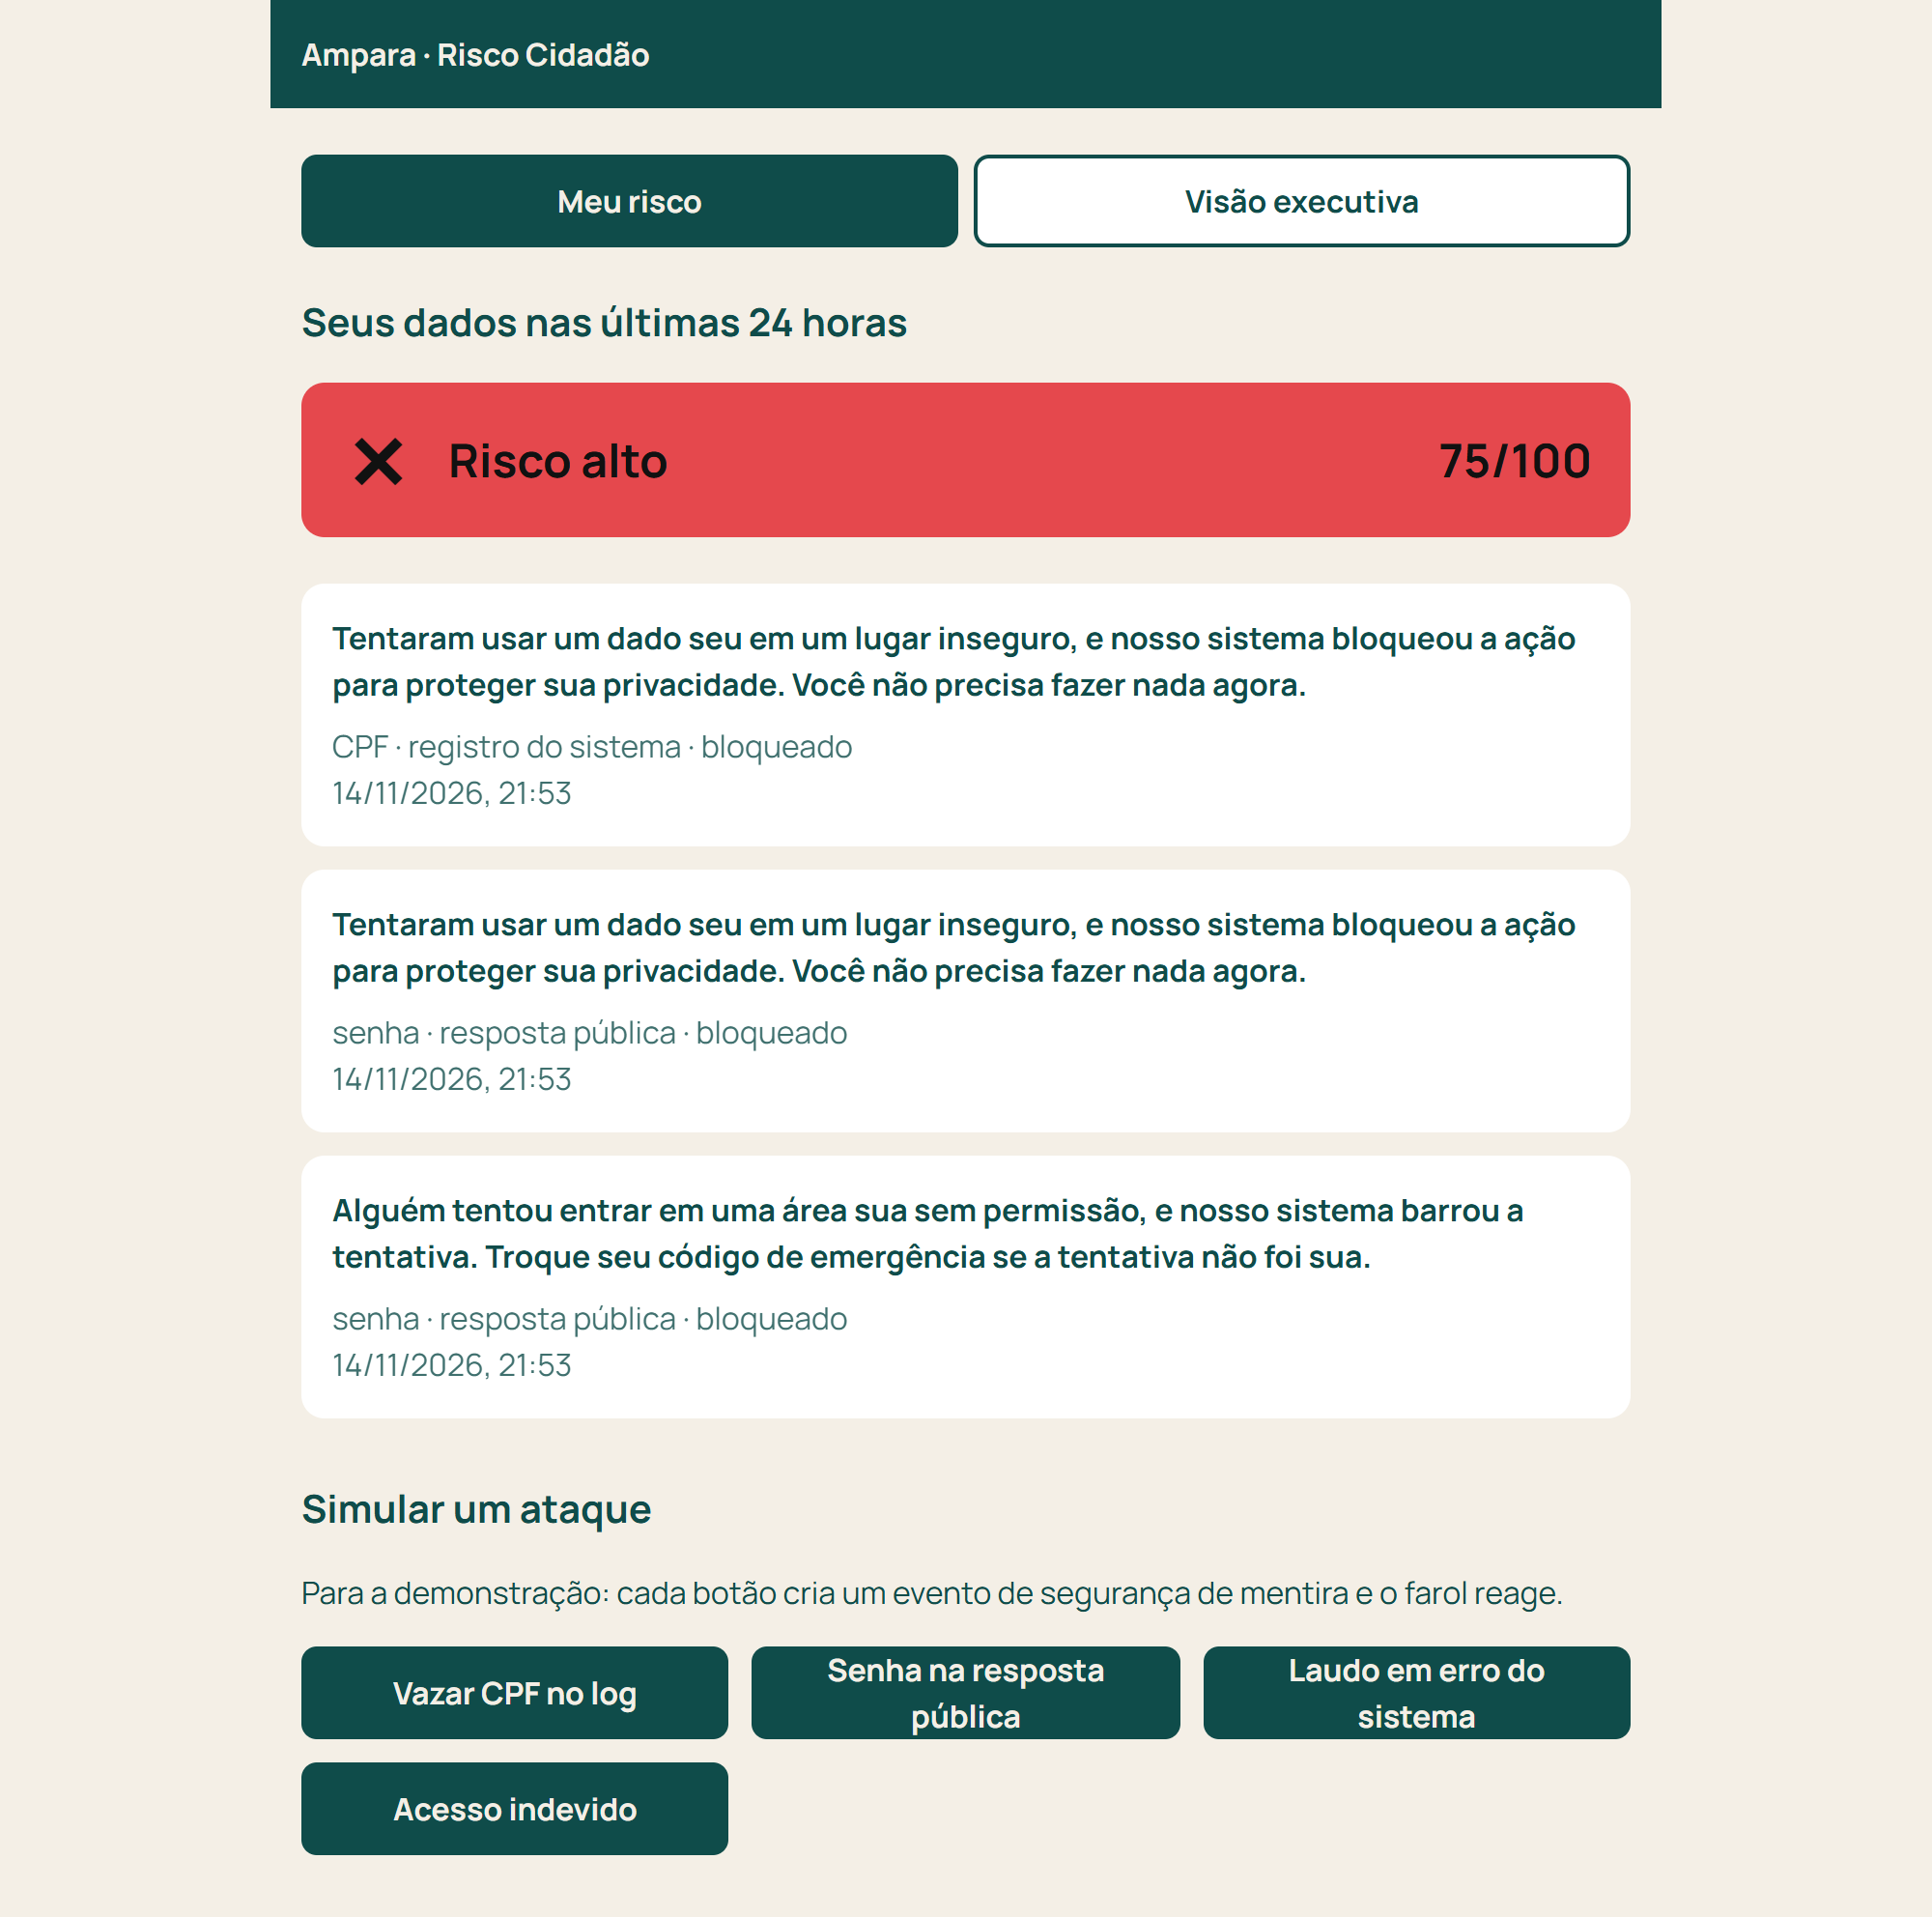 Ampara · Risco Cidadão
Meu risco
Visão executiva
Seus dados nas últimas 24 horas
Risco alto
75/100
Tentaram usar um dado seu em um lugar inseguro, e nosso sistema bloqueou a ação
para proteger sua privacidade. Você não precisa fazer nada agora.
CPF · registro do sistema · bloqueado
14/11/2026, 21:53
Tentaram usar um dado seu em um lugar inseguro, e nosso sistema bloqueou a ação
para proteger sua privacidade. Você não precisa fazer nada agora.
senha · resposta pública · bloqueado
14/11/2026, 21:53
Alguém tentou entrar em uma área sua sem permissão, e nosso sistema barrou a
tentativa. Troque seu código de emergência se a tentativa não foi sua.
senha · resposta pública · bloqueado
14/11/2026, 21:53
Simular um ataque
Para a demonstração: cada botão cria um evento de segurança de mentira e o farol reage.
Vazar CPF no log
Senha na resposta
pública
Laudo em erro do
sistema
Acesso indevido